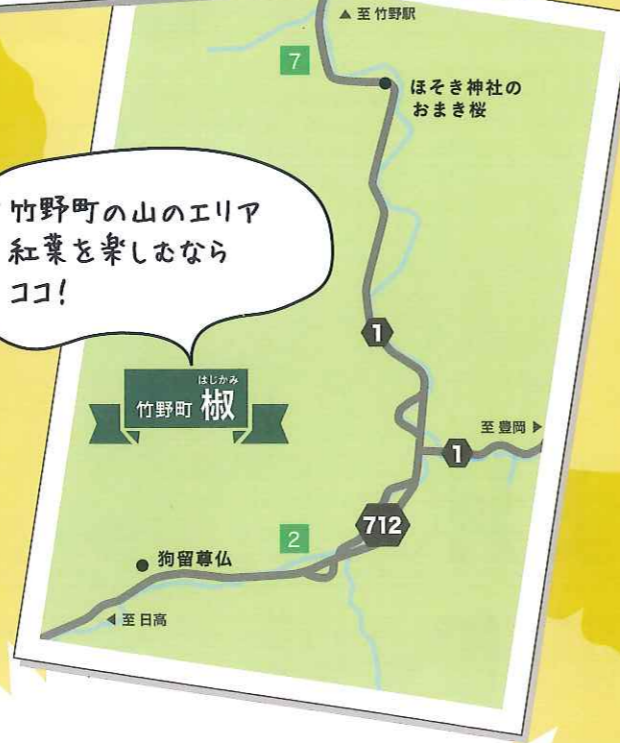 ▲ 至 竹野駅
7
ほそき神社の
おまき桜
竹野町の山のエリア
紅葉を楽しむなら
ココ!
1
はじかみ
竹野町 椒
至 豊岡 ▶
1
712
2
狗留尊仏
◀ 至 日高